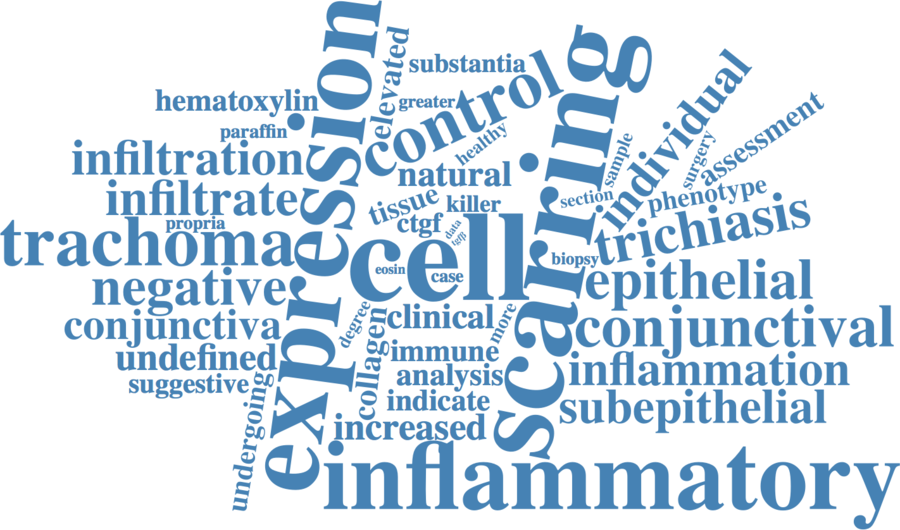 expression
elevated
substantia
control
scarring
individual
hematoxylin
greater
paraffin
healthy
sample
surgery
assessment
infiltration
natural
infiltrate
tissue
killer
section
phenotype
propria
ctgf
data
tgfβ
trachoma
cell
trichiasis
eosin
case
biopsy
negative
epithelial
conjunctiva
degree
collagen
clinical
more
conjunctival
undefined
immune
inflammation
suggestive
analysis
undergoing
indicate
subepithelial
increased
inflammatory